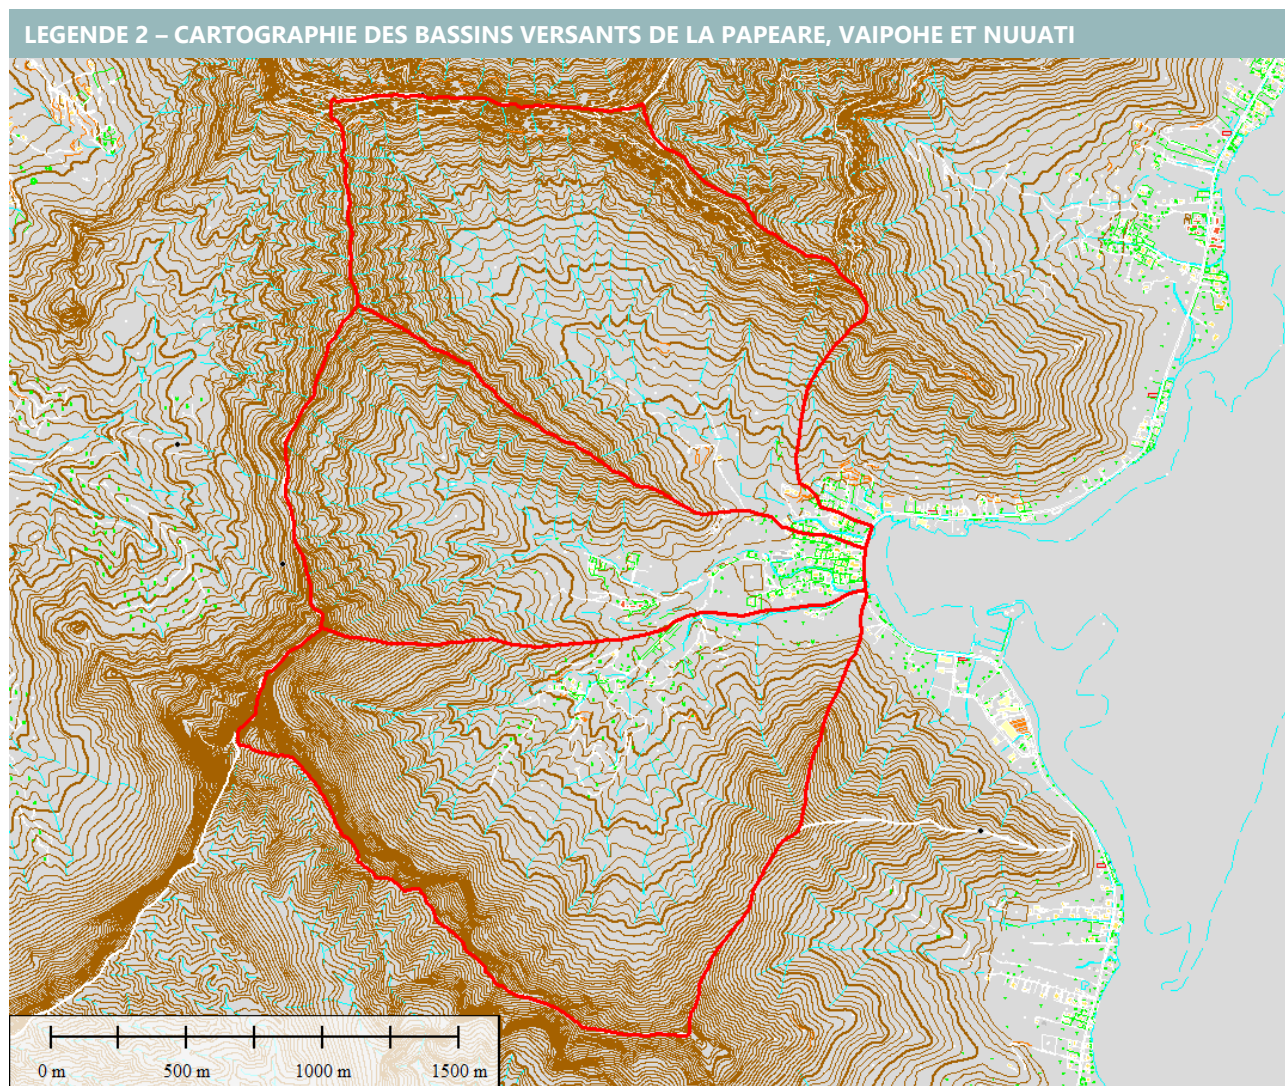 LEGENDE 2 – CARTOGRAPHIE DES BASSINS VERSANTS DE LA PAPEARE, VAIPOHE ET NUUATI
0 m 500 m 1000 m 1500 m